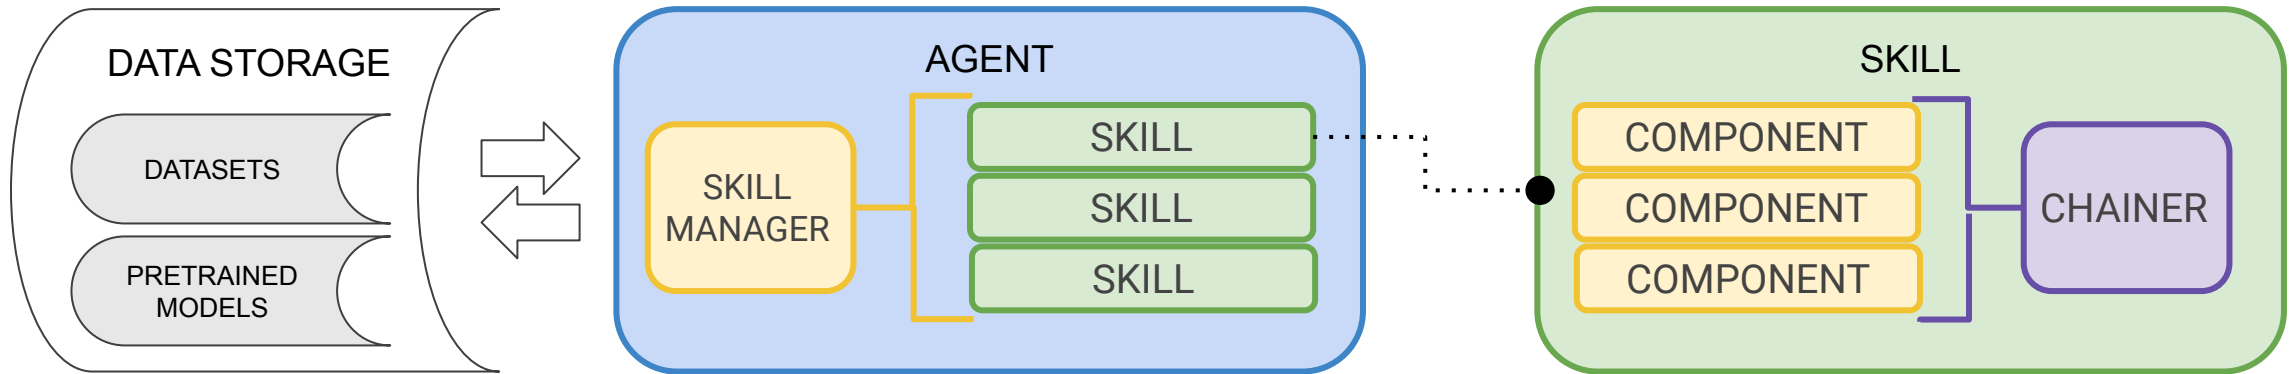 DATA STORAGE
DATASETS
PRETRAINED
MODELS
AGENT
SKILL
MANAGER
SKILL
SKILL
SKILL
SKILL
COMPONENT
COMPONENT
COMPONENT
CHAINER